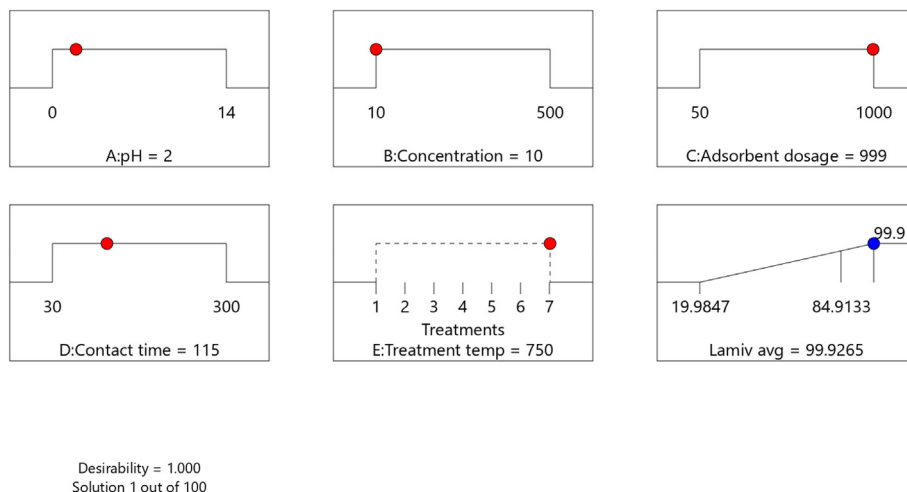 0 14
A:pH = 2
10 500
B:Concentration = 10
50 1000
C:Adsorbent dosage = 999
30 300
D:Contact time = 115
1 2 3 4 5 6 7
Treatments
E:Treatment temp = 750
99.9
19.9847 84.9133
Lamiv avg = 99.9265
Desirability = 1.000
Solution 1 out of 100